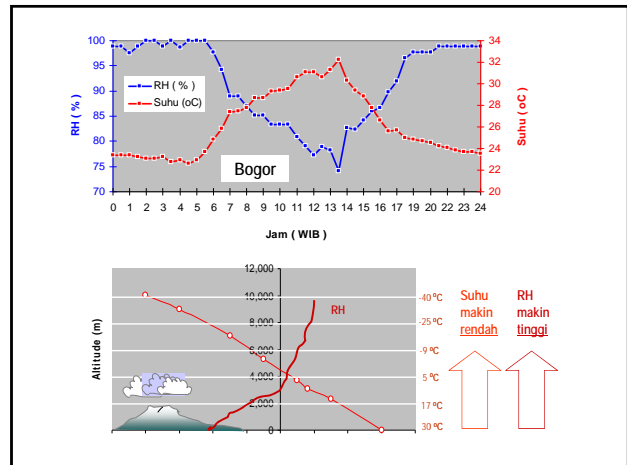 100
95
90
85
80
75
70
RH ( % )
34
32
30
28
26
24
22
20
Suhu (oC)
RH ( % )
Suhu (oC)
Bogor
0 1 2 3 4 5 6 7 8 9 10 11 12 13 14 15 16 17 18 19 20 21 22 23 24
Jam ( WIB )
12,000
10,000
8,000
6,000
4,000
2,000
0
Altitude (m)
RH
-40 ºC
-25 ºC
-9 ºC
5 ºC
17 ºC
30 ºC
Suhu
makin
rendah
RH
makin
tinggi